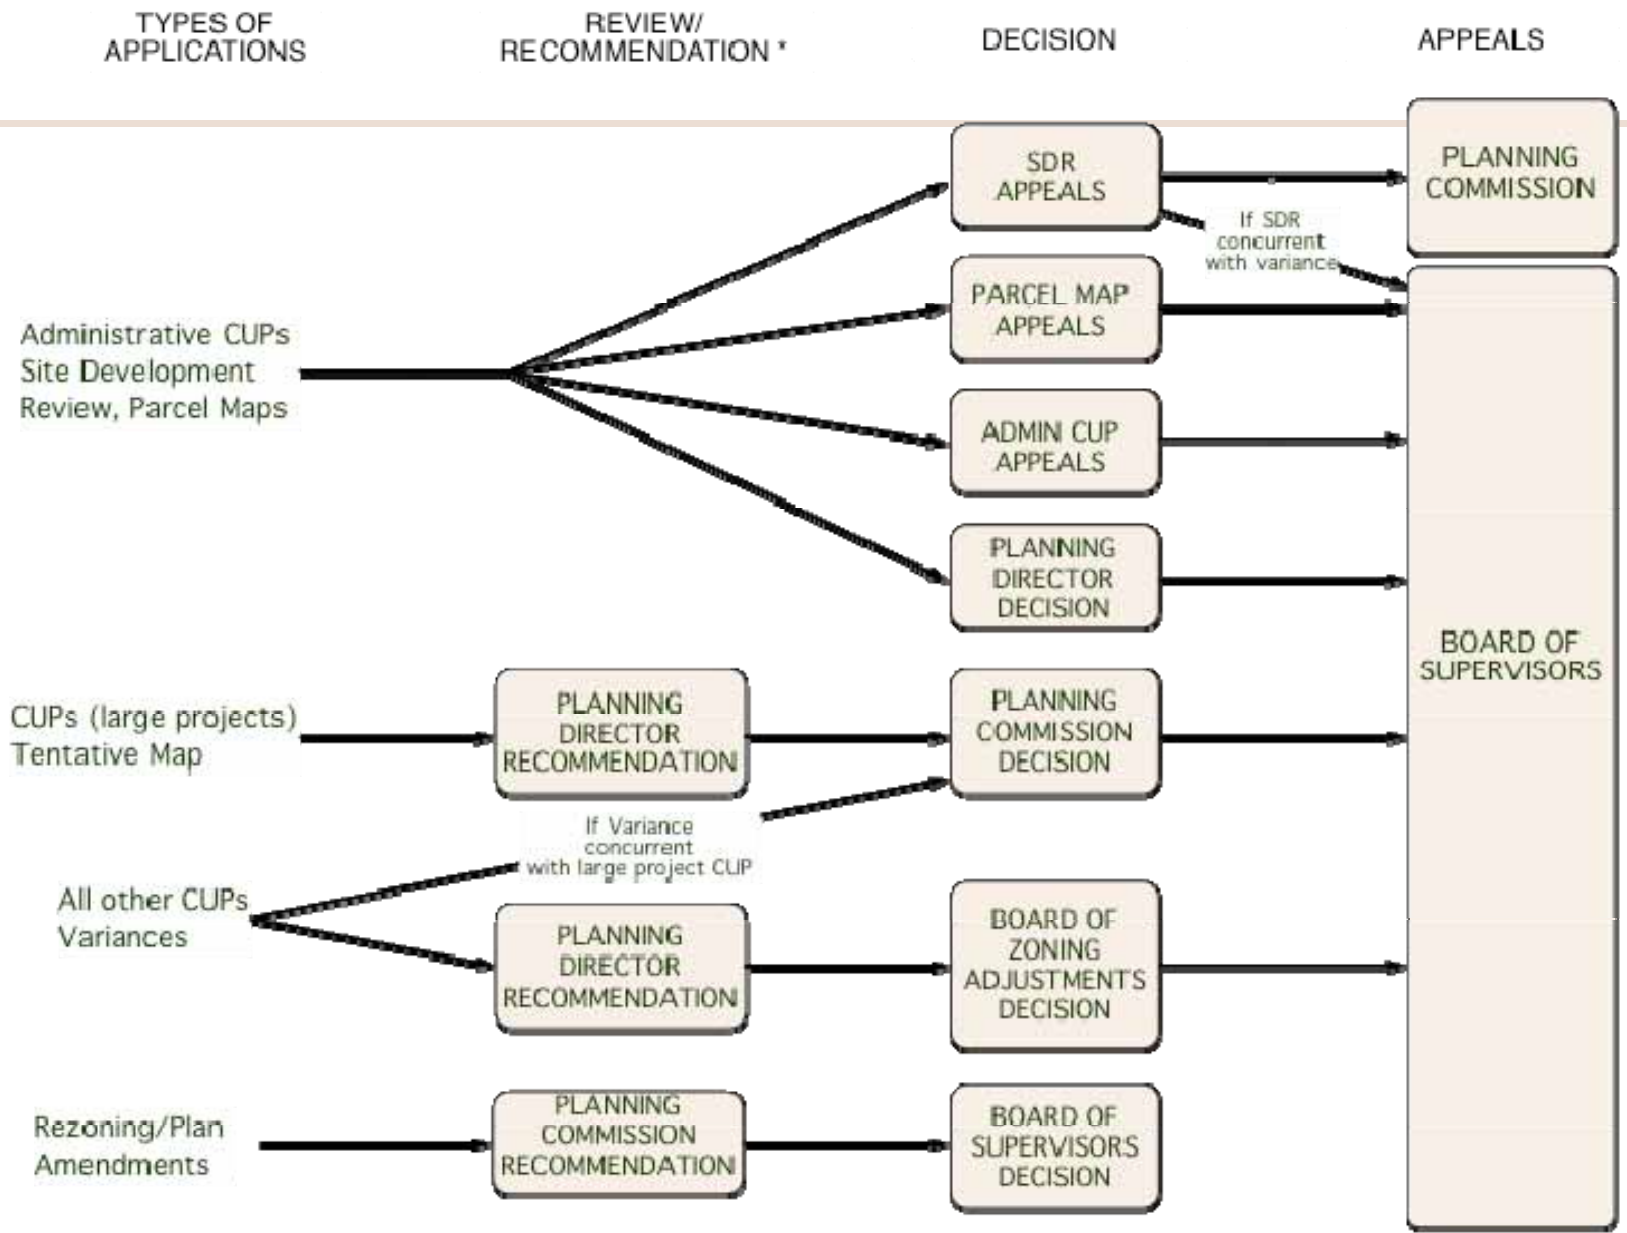 TYPES OF
APPLICATIONS
REVIEW/
RECOMMENDATION *
DECISION
APPEALS
SDR
APPEALS
PLANNING
COMMISSION
If SDR
concurrent
with variance
PARCEL MAP
APPEALS
Administrative CUPs
Site Development
Review, Parcel Maps
ADMIN CUP
APPEALS
PLANNING
DIRECTOR
DECISION
BOARD OF
SUPERVISORS
CUPs (large projects)
Tentative Map
PLANNING
DIRECTOR
RECOMMENDATION
PLANNING
COMMISSION
DECISION
If Variance
concurrent
with large project CUP
All other CUPs
Variances
PLANNING
DIRECTOR
RECOMMENDATION
BOARD OF
ZONING
ADJUSTMENTS
DECISION
Rezoning/Plan
Amendments
PLANNING
COMMISSION
RECOMMENDATION
BOARD OF
SUPERVISORS
DECISION